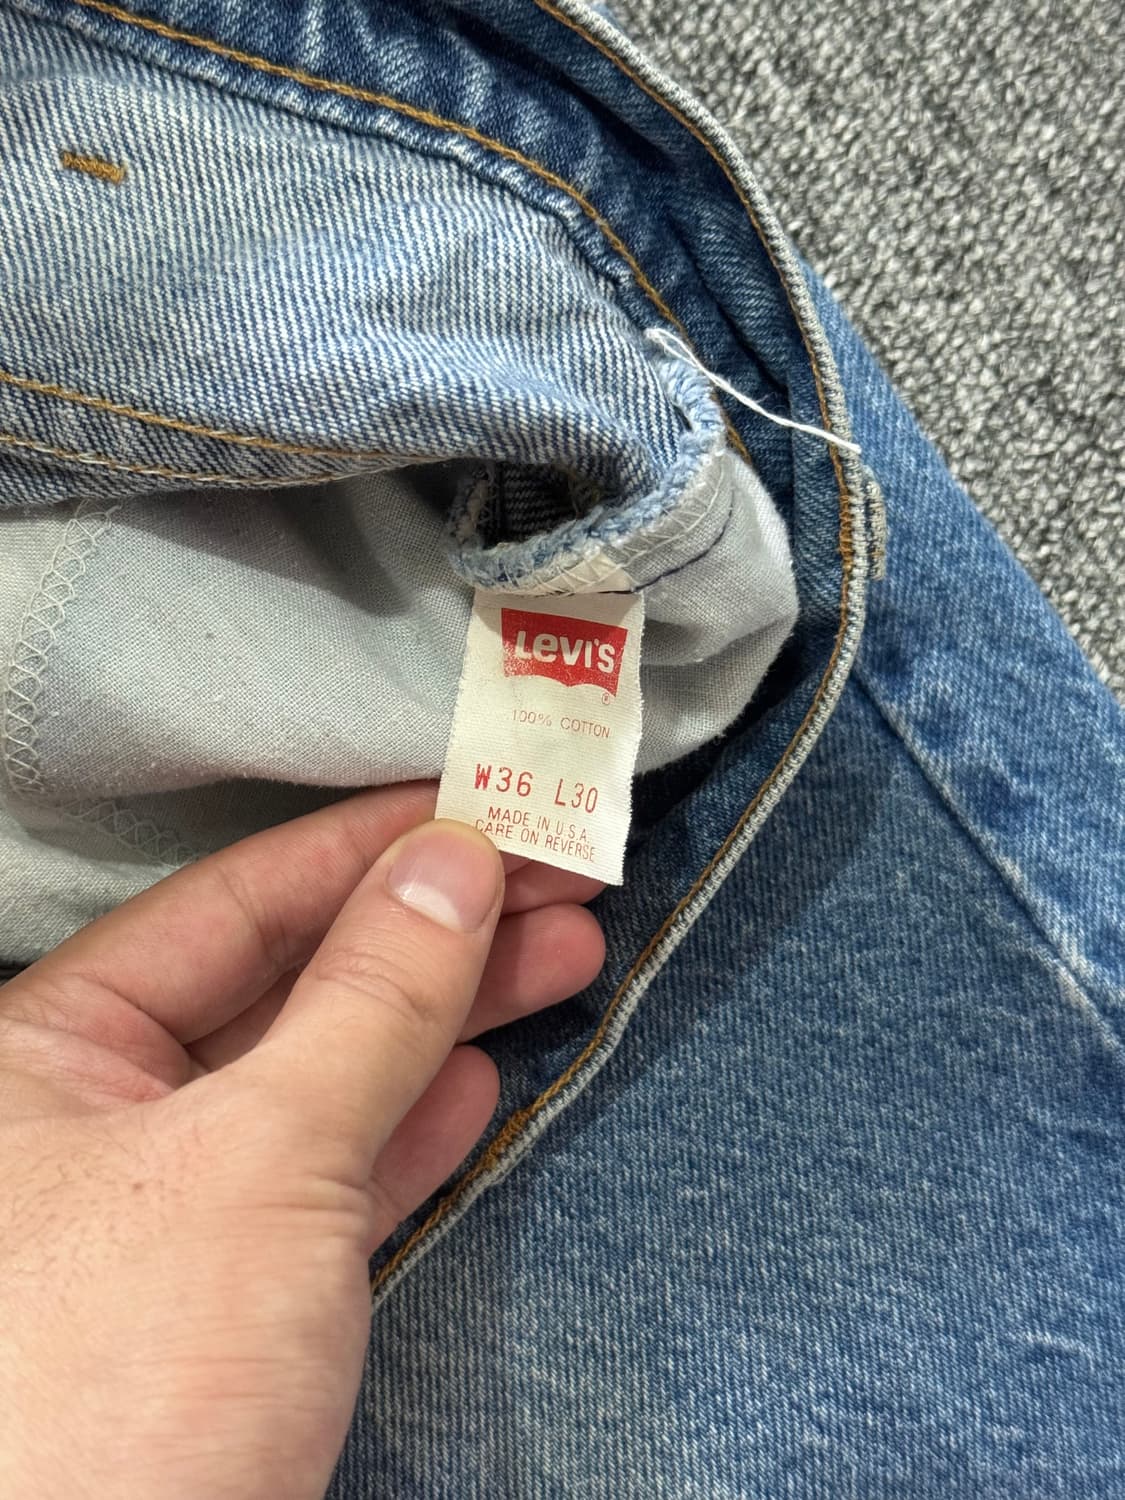 Levi's
®
100% COTTON
W36 L30
MADE IN U.S.A.
CARE ON REVERSE